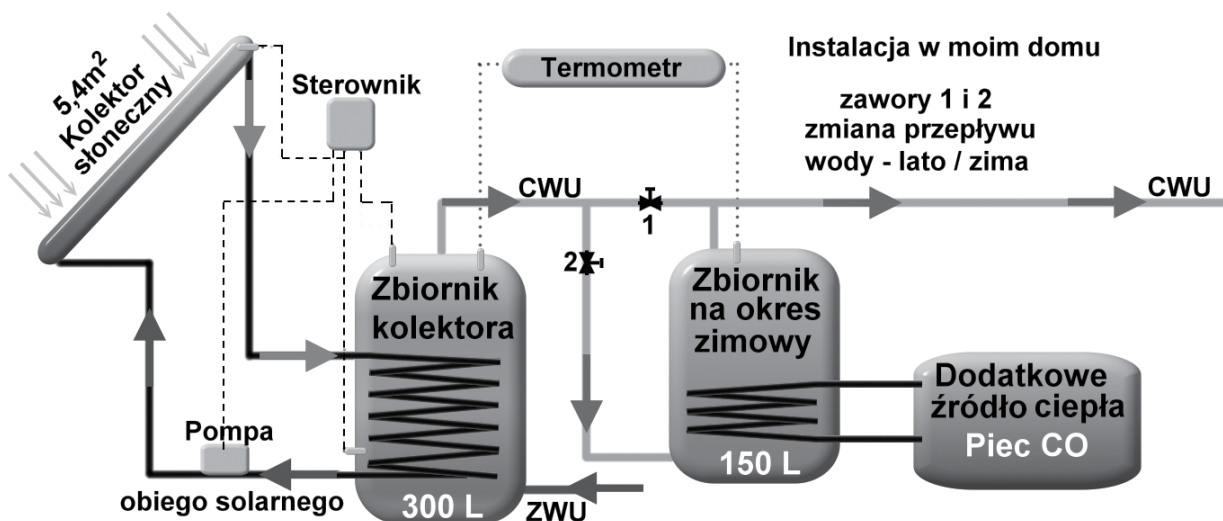 5,4m²
Kolektor
słoneczny
Sterownik
Termometr
Instalacja w moim domu
zawory 1 i 2
zmiana przepływu
wody - lato / zima
CWU
1
CWU
2
Zbiornik
kolektora
300 L
Zbiornik
na okres
zimowy
150 L
Dodatkowe
źródło ciepła
Piec CO
Pompa
obiego solarnego
ZWU